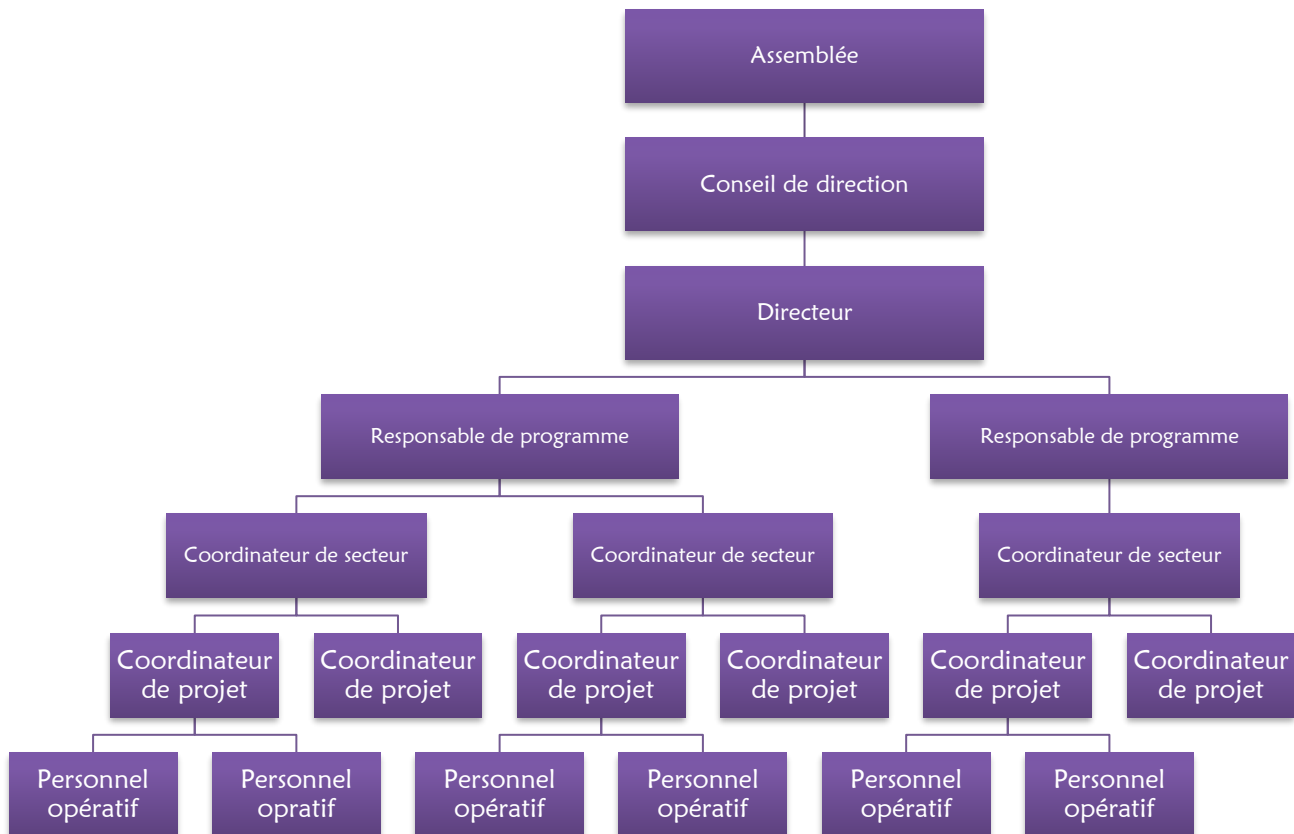 Assemblée
Conseil de direction
Directeur
Responsable de programme
Responsable de programme
Coordinateur de secteur
Coordinateur de secteur
Coordinateur de secteur
Coordinateur
de projet
Coordinateur
de projet
Coordinateur
de projet
Coordinateur
de projet
Coordinateur
de projet
Coordinateur
de projet
Personnel
opératif
Personnel
opratif
Personnel
opératif
Personnel
opératif
Personnel
opératif
Personnel
opératif